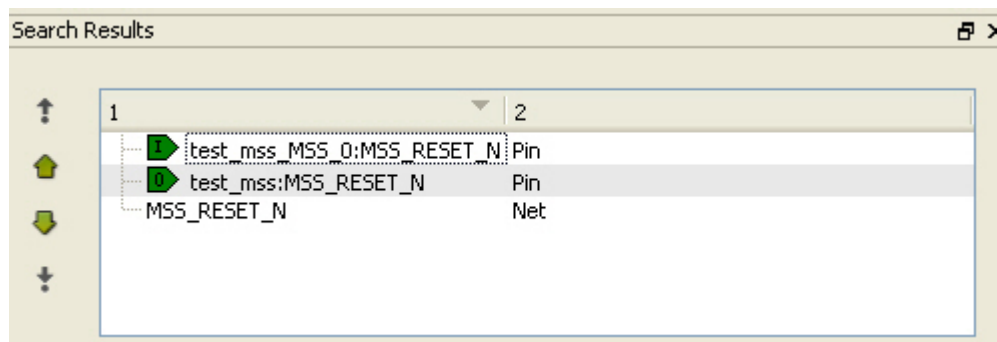 Search Results
1 2
I test_mss_MSS_0:MSS_RESET_N Pin
O test_mss:MSS_RESET_N Pin
MSS_RESET_N Net